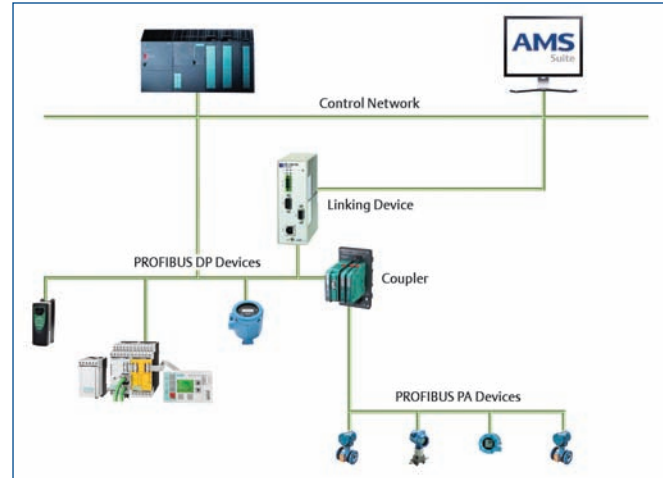 AMS
Suite
Control Network
Linking Device
PROFIBUS DP Devices
Coupler
PROFIBUS PA Devices